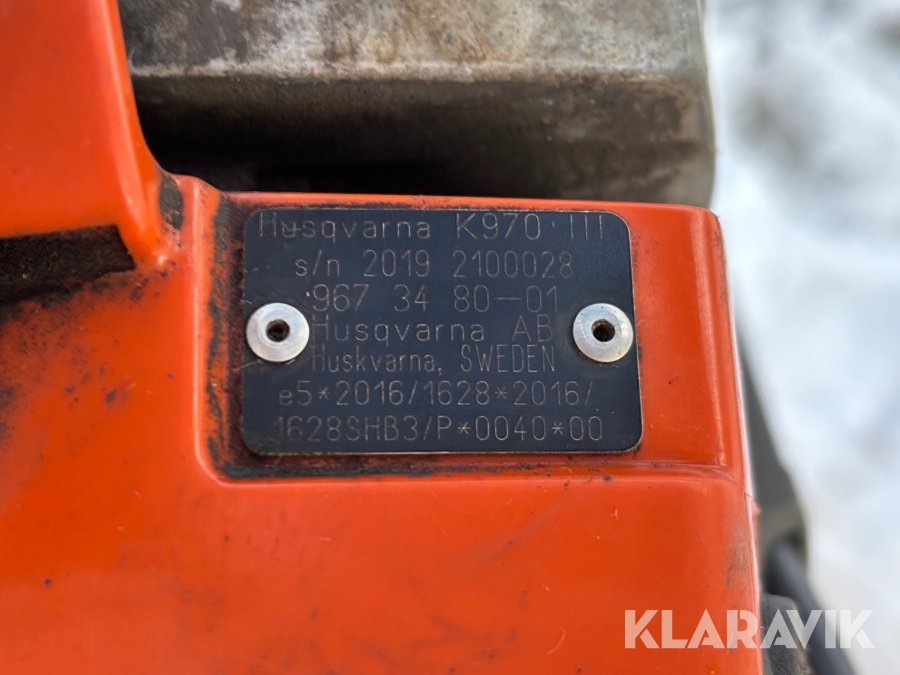 Husqvarna K970 III
s/n 2019 2100028
967 34 80-01
Husqvarna AB
Huskvarna, SWEDEN
e5*2016/1628*2016/
1628SHB3/P*0040*00
KLARAVIK